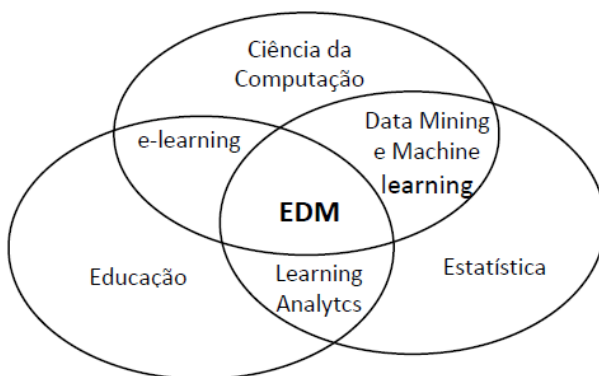 Ciência da
Computação
e-learning
Data Mining
e Machine
learning
EDM
Educação
Learning
Analytcs
Estatística